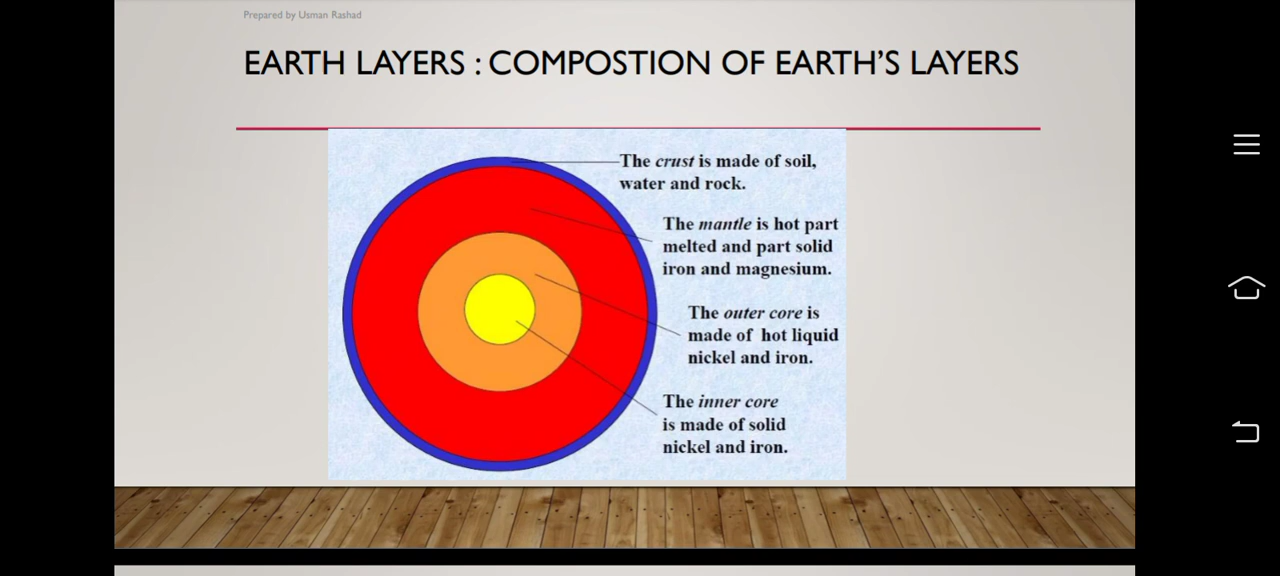 Prepared by Usman Rashad
EARTH LAYERS : COMPOSTION OF EARTH'S LAYERS
The crust is made of soil,
water and rock.
The mantle is hot part
melted and part solid
iron and magnesium.
The outer core is
made of hot liquid
nickel and iron.
The inner core
is made of solid
nickel and iron.